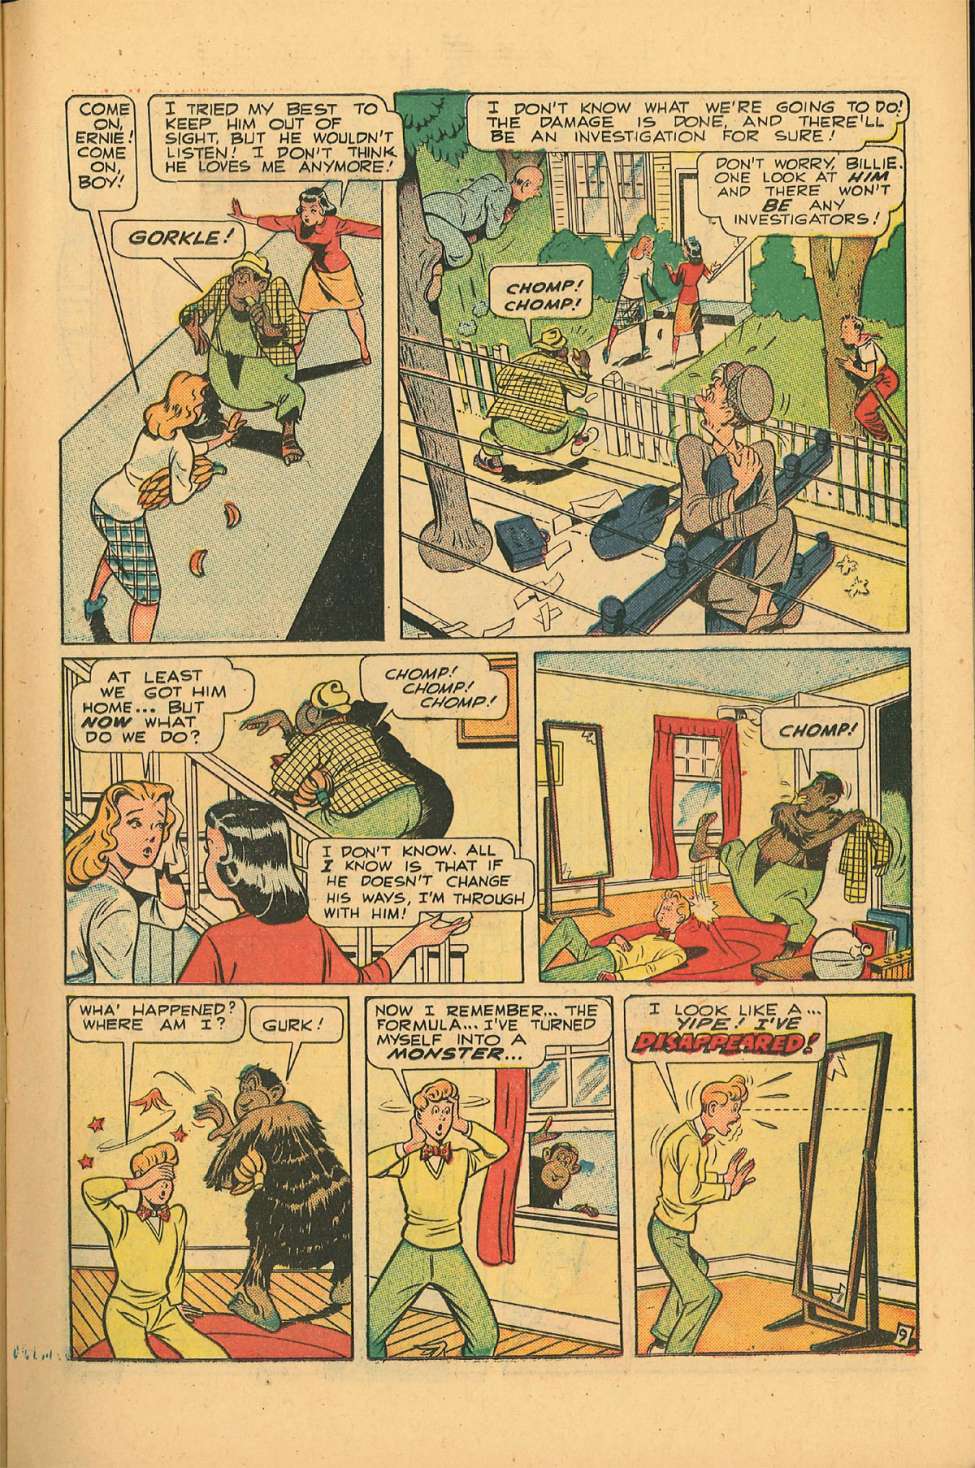 COME
ON,
ERNIE!
COME
ON,
BOY!
I TRIED MY BEST TO
KEEP HIM OUT OF
SIGHT, BUT HE WOULDN'T
LISTEN! I DON'T THINK
HE LOVES ME ANYMORE!
GORKLE!
I DON'T KNOW WHAT WE'RE GOING TO DO!
THE DAMAGE IS DONE, AND THERE'LL
BE AN INVESTIGATION FOR SURE!
DON'T WORRY, BILLIE.
ONE LOOK AT HIM
AND THERE WON'T
BE ANY
INVESTIGATORS!
CHOMP!
CHOMP!
AT LEAST
WE GOT HIM
HOME... BUT
NOW WHAT
DO WE DO?
CHOMP!
CHOMP!
CHOMP!
I DON'T KNOW. ALL
I KNOW IS THAT IF
HE DOESN'T CHANGE
HIS WAYS, I'M THROUGH
WITH HIM!
CHOMP!
WHA' HAPPENED?
WHERE AM I?
GURK!
NOW I REMEMBER... THE
FORMULA... I'VE TURNED
MYSELF INTO A
MONSTER...
I LOOK LIKE A...
YIPE! I'VE
DISAPPEARED!
9